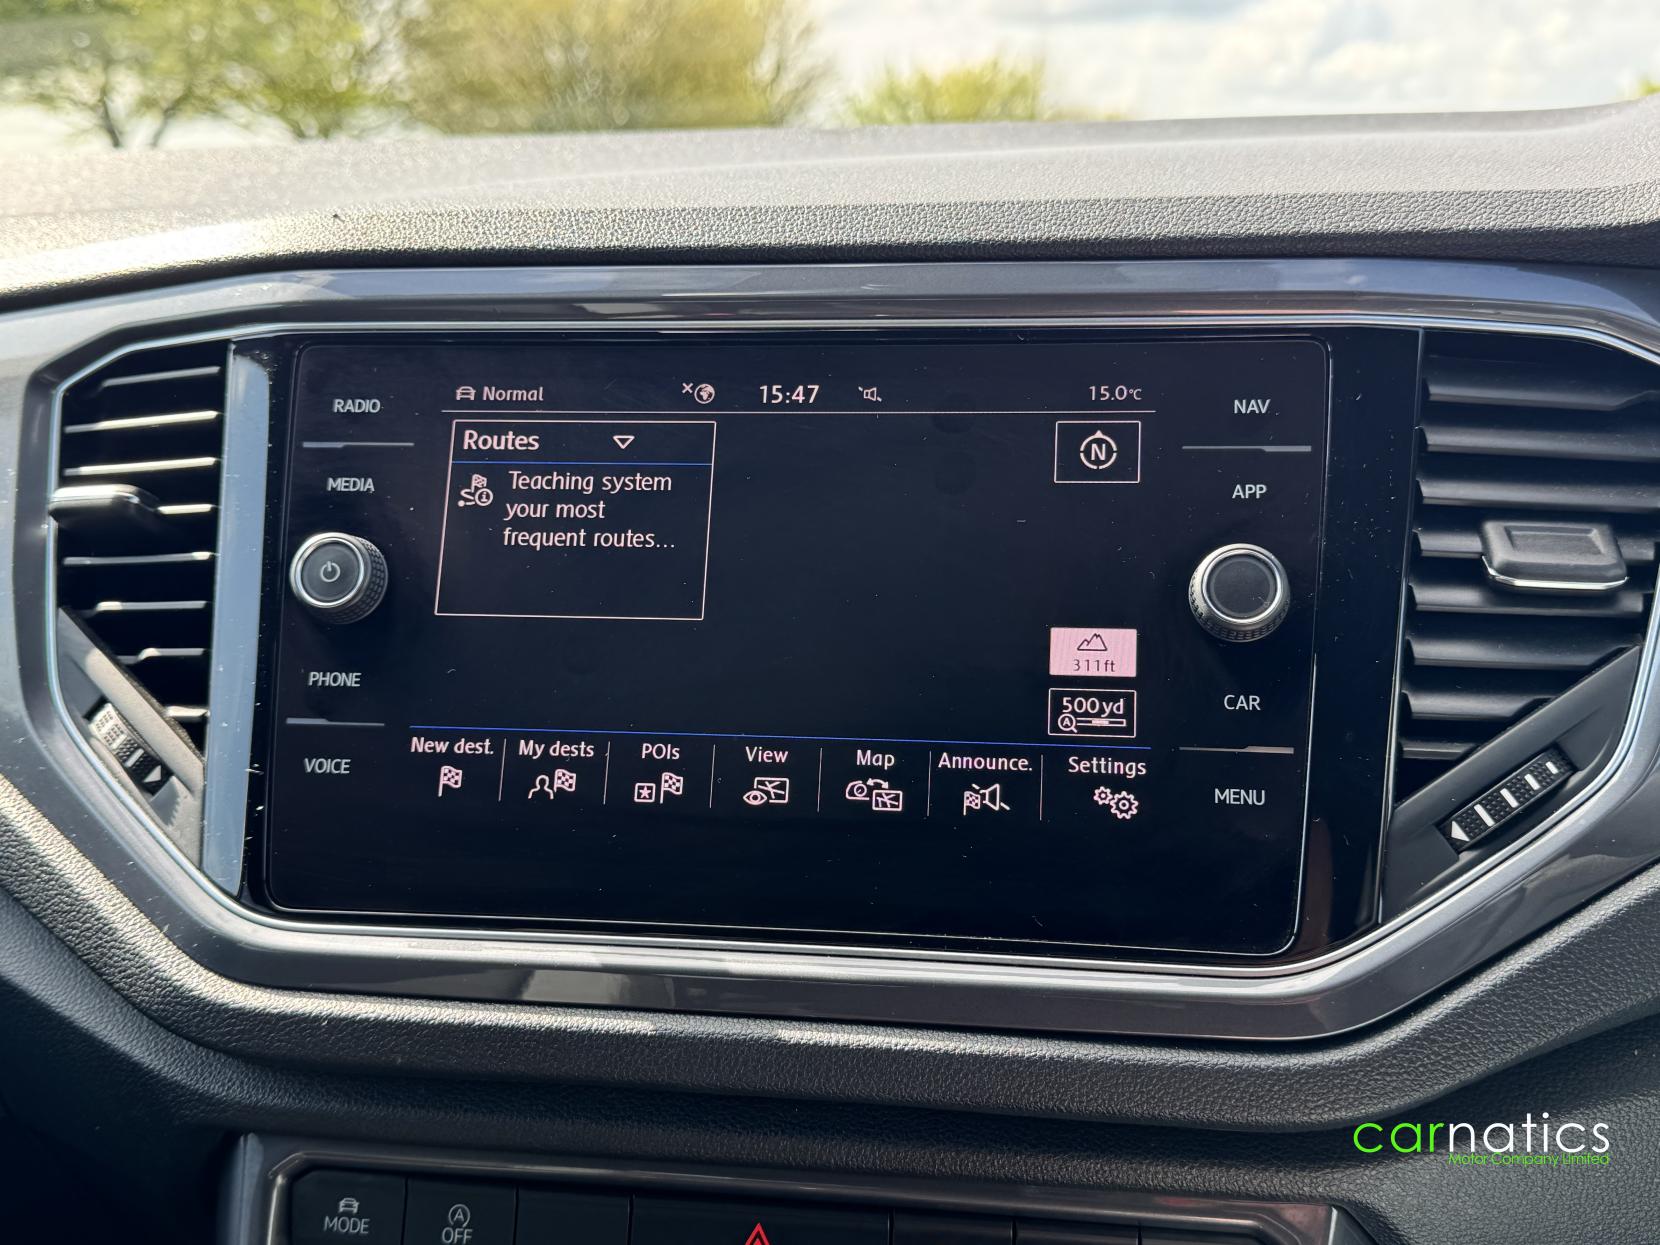 RADIO
MEDIA
PHONE
VOICE
Normal
15:47
15.0°C
Routes
Teaching system
your most
frequent routes...
N
311ft
500yd
A
New dest.
My dests
POIs
View
Map
Announce.
Settings
NAV
APP
CAR
MENU
MODE
A
OFF
carnatics
Motor Company Limited